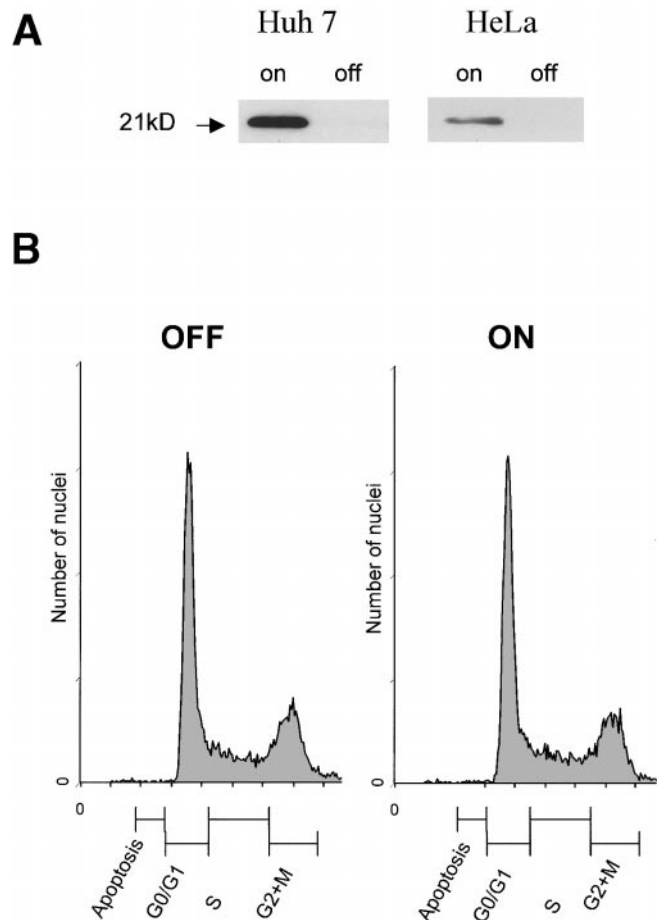 A
Huh 7 HeLa
on off on off
21kD
B
OFF ON
Number of nuclei Number of nuclei
0 0
0 0
Apoptosis G0/G1 S G2+M Apoptosis G0/G1 S G2+M